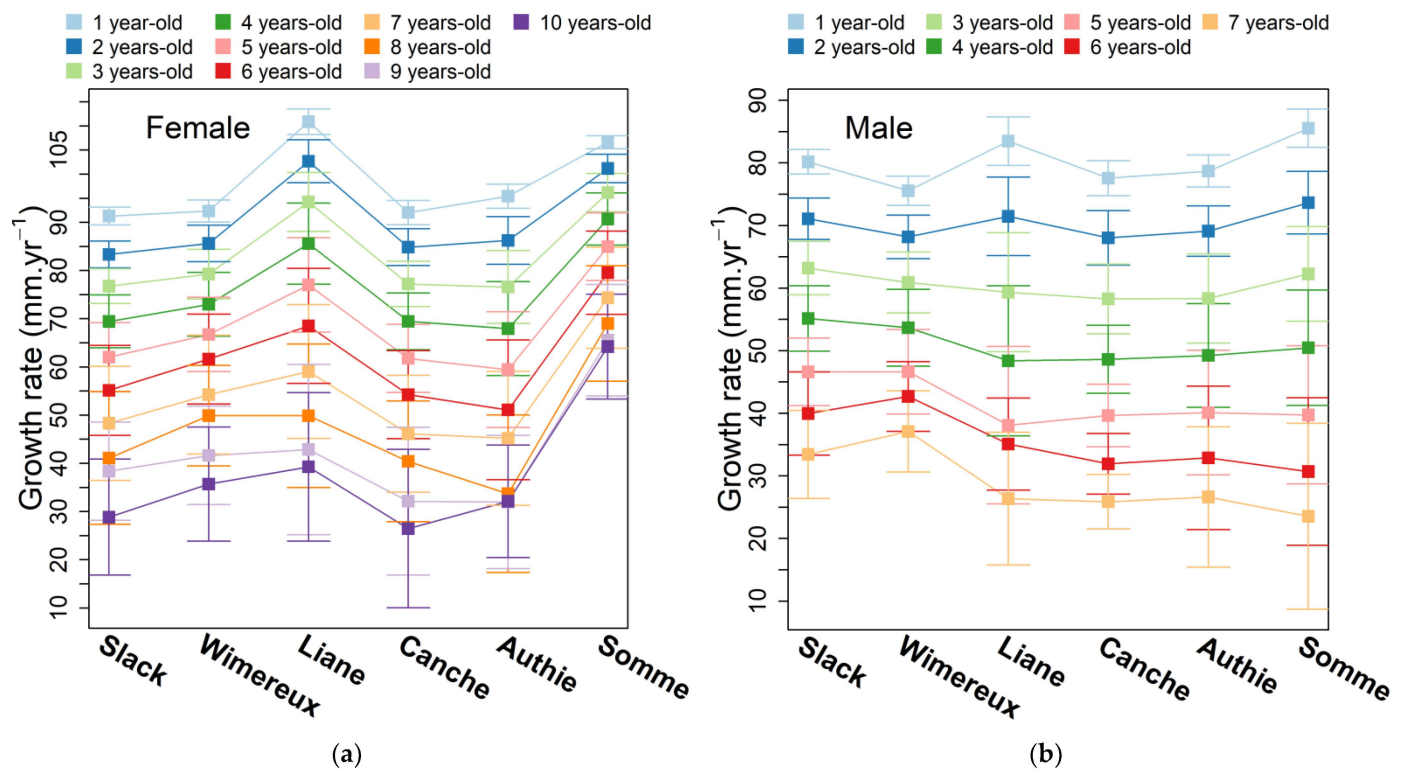 1 year-old 4 years-old 7 years-old 10 years-old
2 years-old 5 years-old 8 years-old
3 years-old 6 years-old 9 years-old
Female
Growth rate (mm.yr⁻¹)
105
90
80
70
60
50
40
30
20
10
Slack Wimereux Liane Canche Authie Somme
(a)
1 year-old 3 years-old 5 years-old 7 years-old
2 years-old 4 years-old 6 years-old
Male
Growth rate (mm.yr⁻¹)
90
80
70
60
50
40
30
20
10
Slack Wimereux Liane Canche Authie Somme
(b)